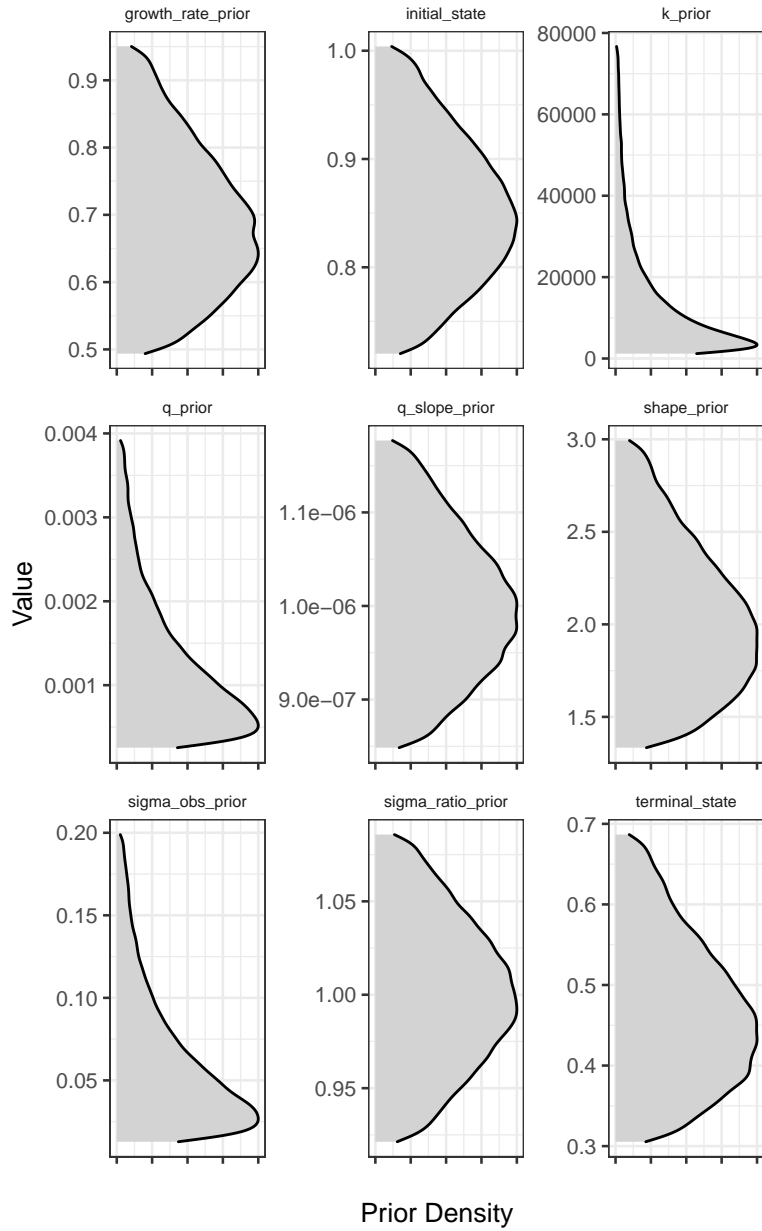 growth_rate_prior
initial_state
k_prior
0.9
0.8
0.7
0.6
0.5
1.0
0.9
0.8
80000
60000
40000
20000
0
q_prior
q_slope_prior
shape_prior
0.004
0.003
0.002
0.001
1.1e−06
1.0e−06
9.0e−07
3.0
2.5
2.0
1.5
sigma_obs_prior
sigma_ratio_prior
terminal_state
0.20
0.15
0.10
0.05
1.05
1.00
0.95
0.7
0.6
0.5
0.4
0.3
Value
Prior Density